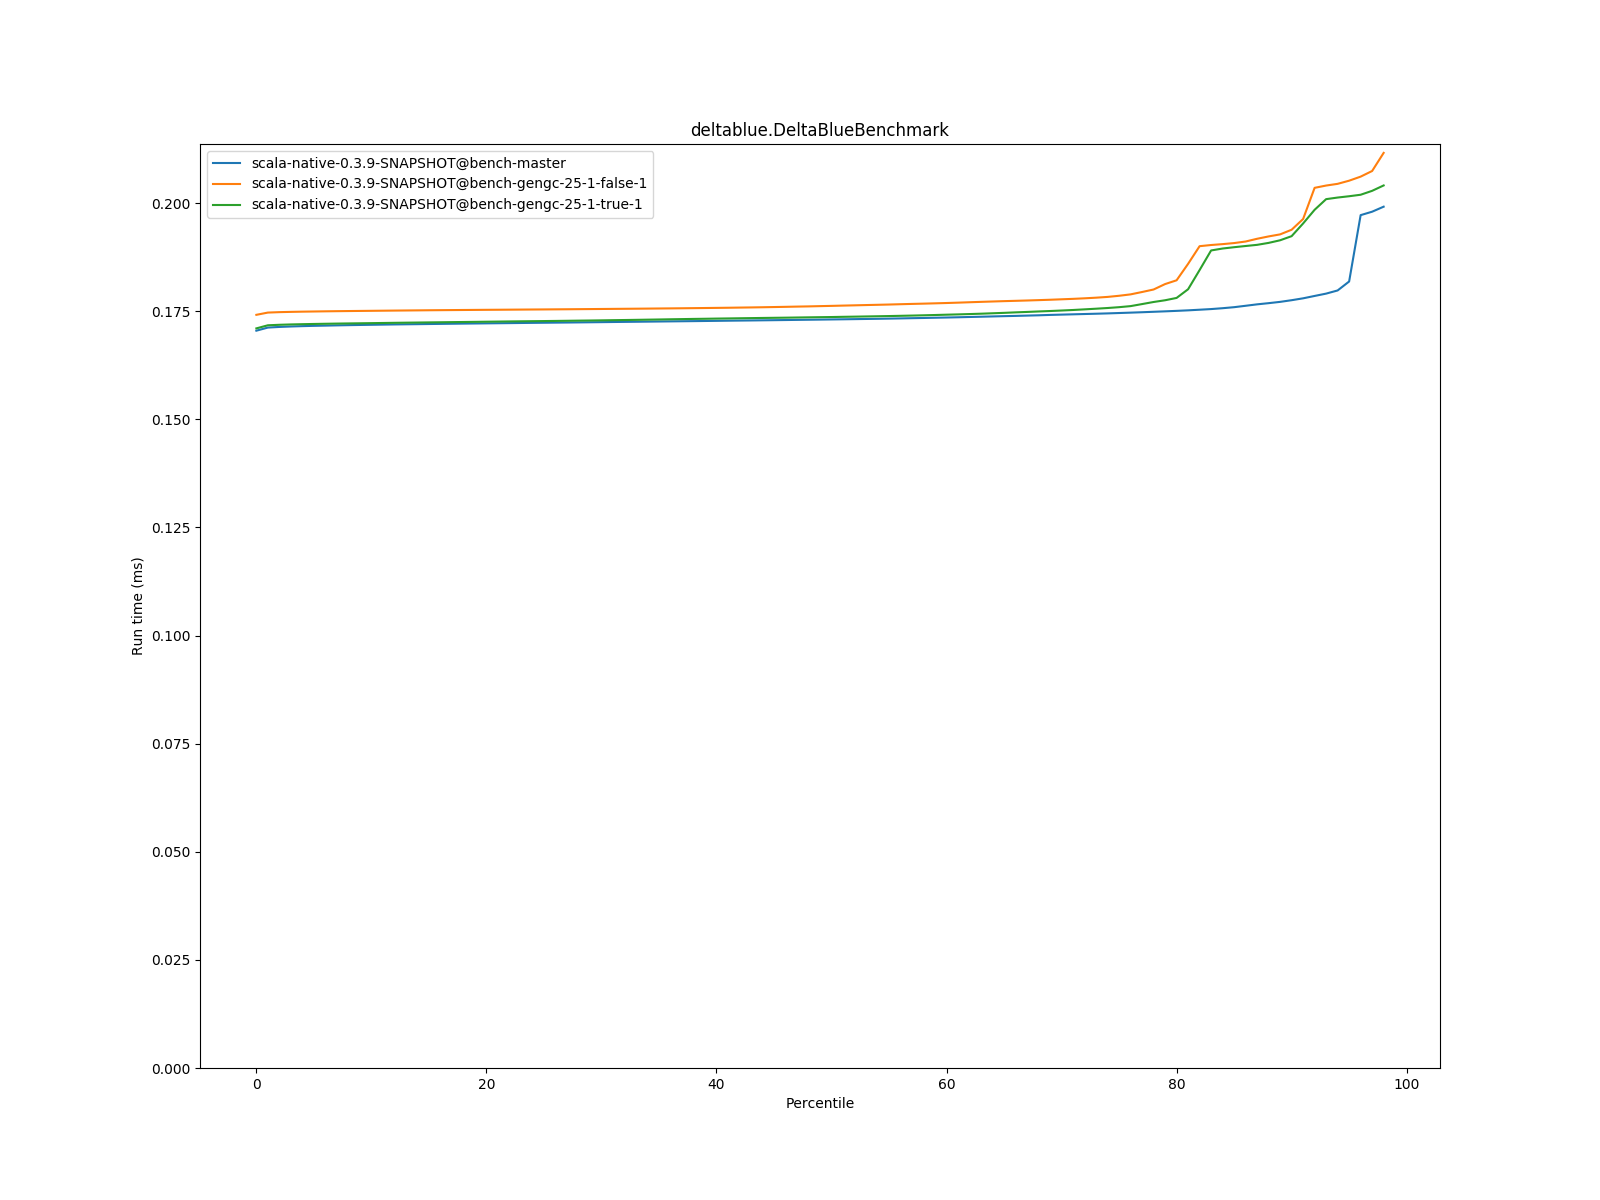 deltablue.DeltaBlueBenchmark
scala-native-0.3.9-SNAPSHOT@bench-master
scala-native-0.3.9-SNAPSHOT@bench-gengc-25-1-false-1
scala-native-0.3.9-SNAPSHOT@bench-gengc-25-1-true-1
0.200
0.175
0.150
0.125
0.100
0.075
0.050
0.025
0.000
Run time (ms)
0 20 40 60 80 100
Percentile